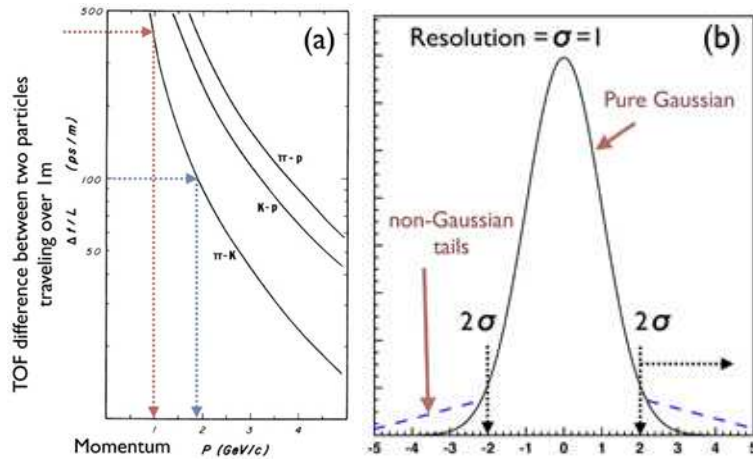 TOF difference between two particles
traveling over 1m
Δt/L (ps/m)
500
100
50
(a)
π-p
K-p
π-K
1
2
3
4
Momentum
P (GeV/c)
(b)
Resolution = σ = 1
Pure Gaussian
non-Gaussian
tails
2σ
2σ
-5 -4 -3 -2 -1 0 1 2 3 4 5